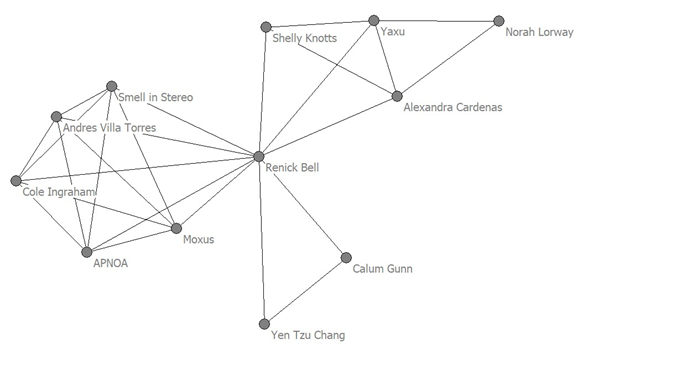 Shelly Knotts
Yaxu
Norah Lorway
Smell in Stereo
Alexandra Cardenas
Andres Villa Torres
Renick Bell
Cole Ingraham
Moxus
APNOA
Calum Gunn
Yen Tzu Chang